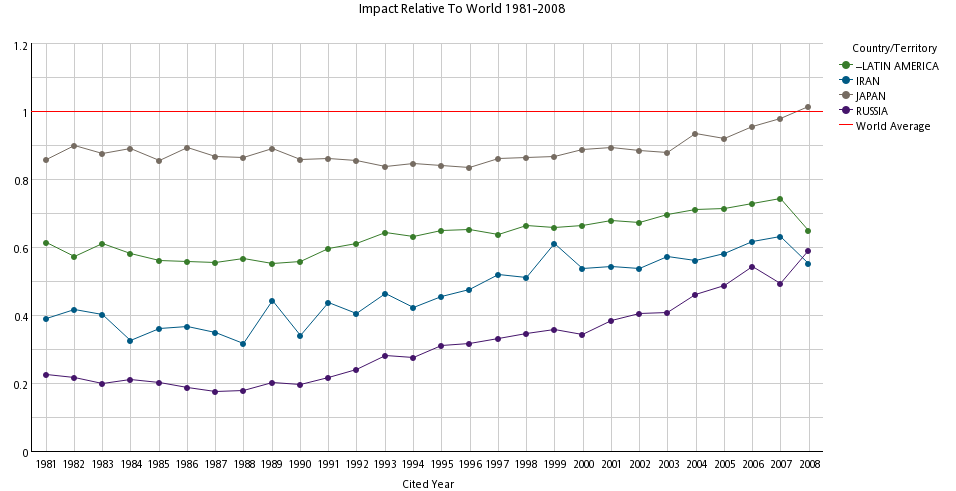 Impact Relative To World 1981-2008
Country/Territory
–LATIN AMERICA
IRAN
JAPAN
RUSSIA
World Average
1.2
1
0.8
0.6
0.4
0.2
0
1981 1982 1983 1984 1985 1986 1987 1988 1989 1990 1991 1992 1993 1994 1995 1996 1997 1998 1999 2000 2001 2002 2003 2004 2005 2006 2007 2008
Cited Year